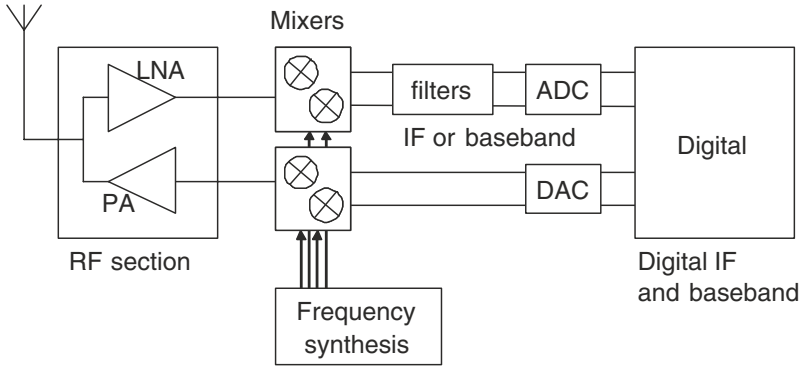 Mixers
LNA
filters
ADC
IF or baseband
Digital
PA
DAC
RF section
Digital IF
and baseband
Frequency
synthesis